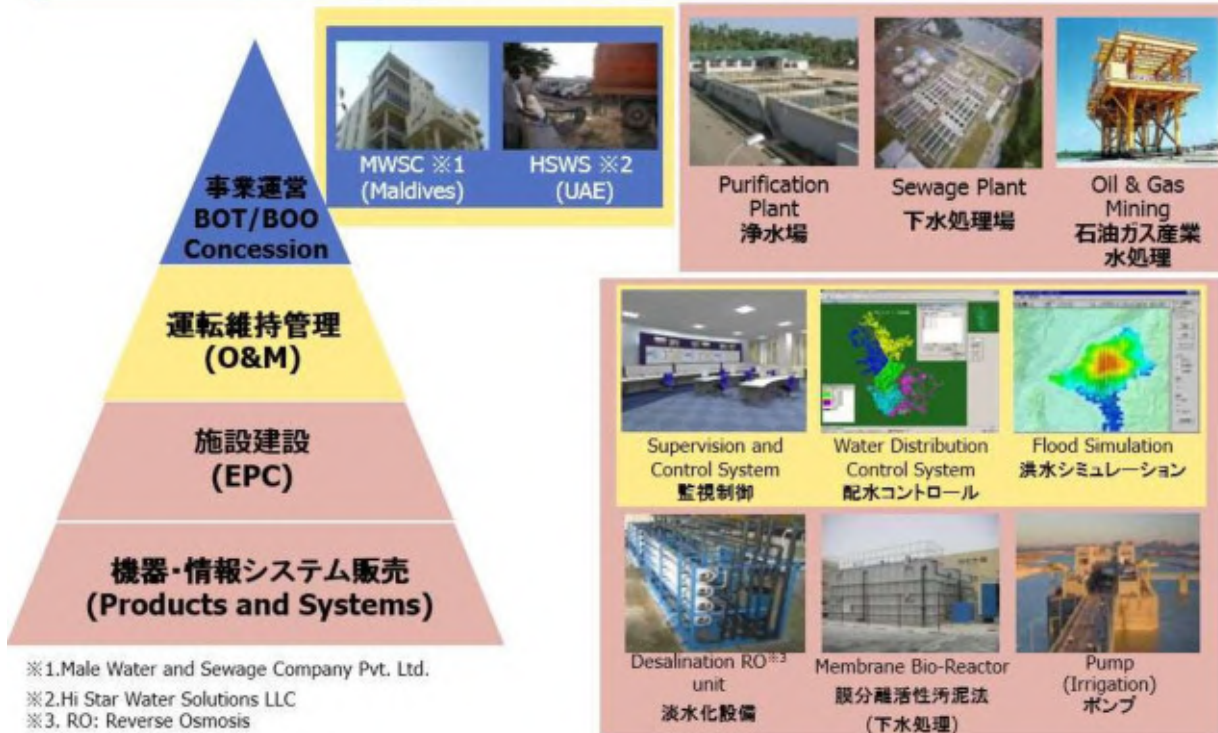 事業運営
BOT/BOO
Concession
運転維持管理
(O&M)
施設建設
(EPC)
機器・情報システム販売
(Products and Systems)
※1.Male Water and Sewage Company Pvt. Ltd.
※2.Hi Star Water Solutions LLC
※3. RO: Reverse Osmosis
MWSC ※1
(Maldives)
HSWS ※2
(UAE)
Purification
Plant
浄水場
Sewage Plant
下水処理場
Oil & Gas
Mining
石油ガス産業
水処理
Supervision and
Control System
監視制御
Water Distribution
Control System
配水コントロール
Flood Simulation
洪水シミュレーション
Desalination RO※3
unit
淡水化設備
Membrane Bio-Reactor
膜分離活性汚泥法
(下水処理)
Pump
(Irrigation)
ポンプ